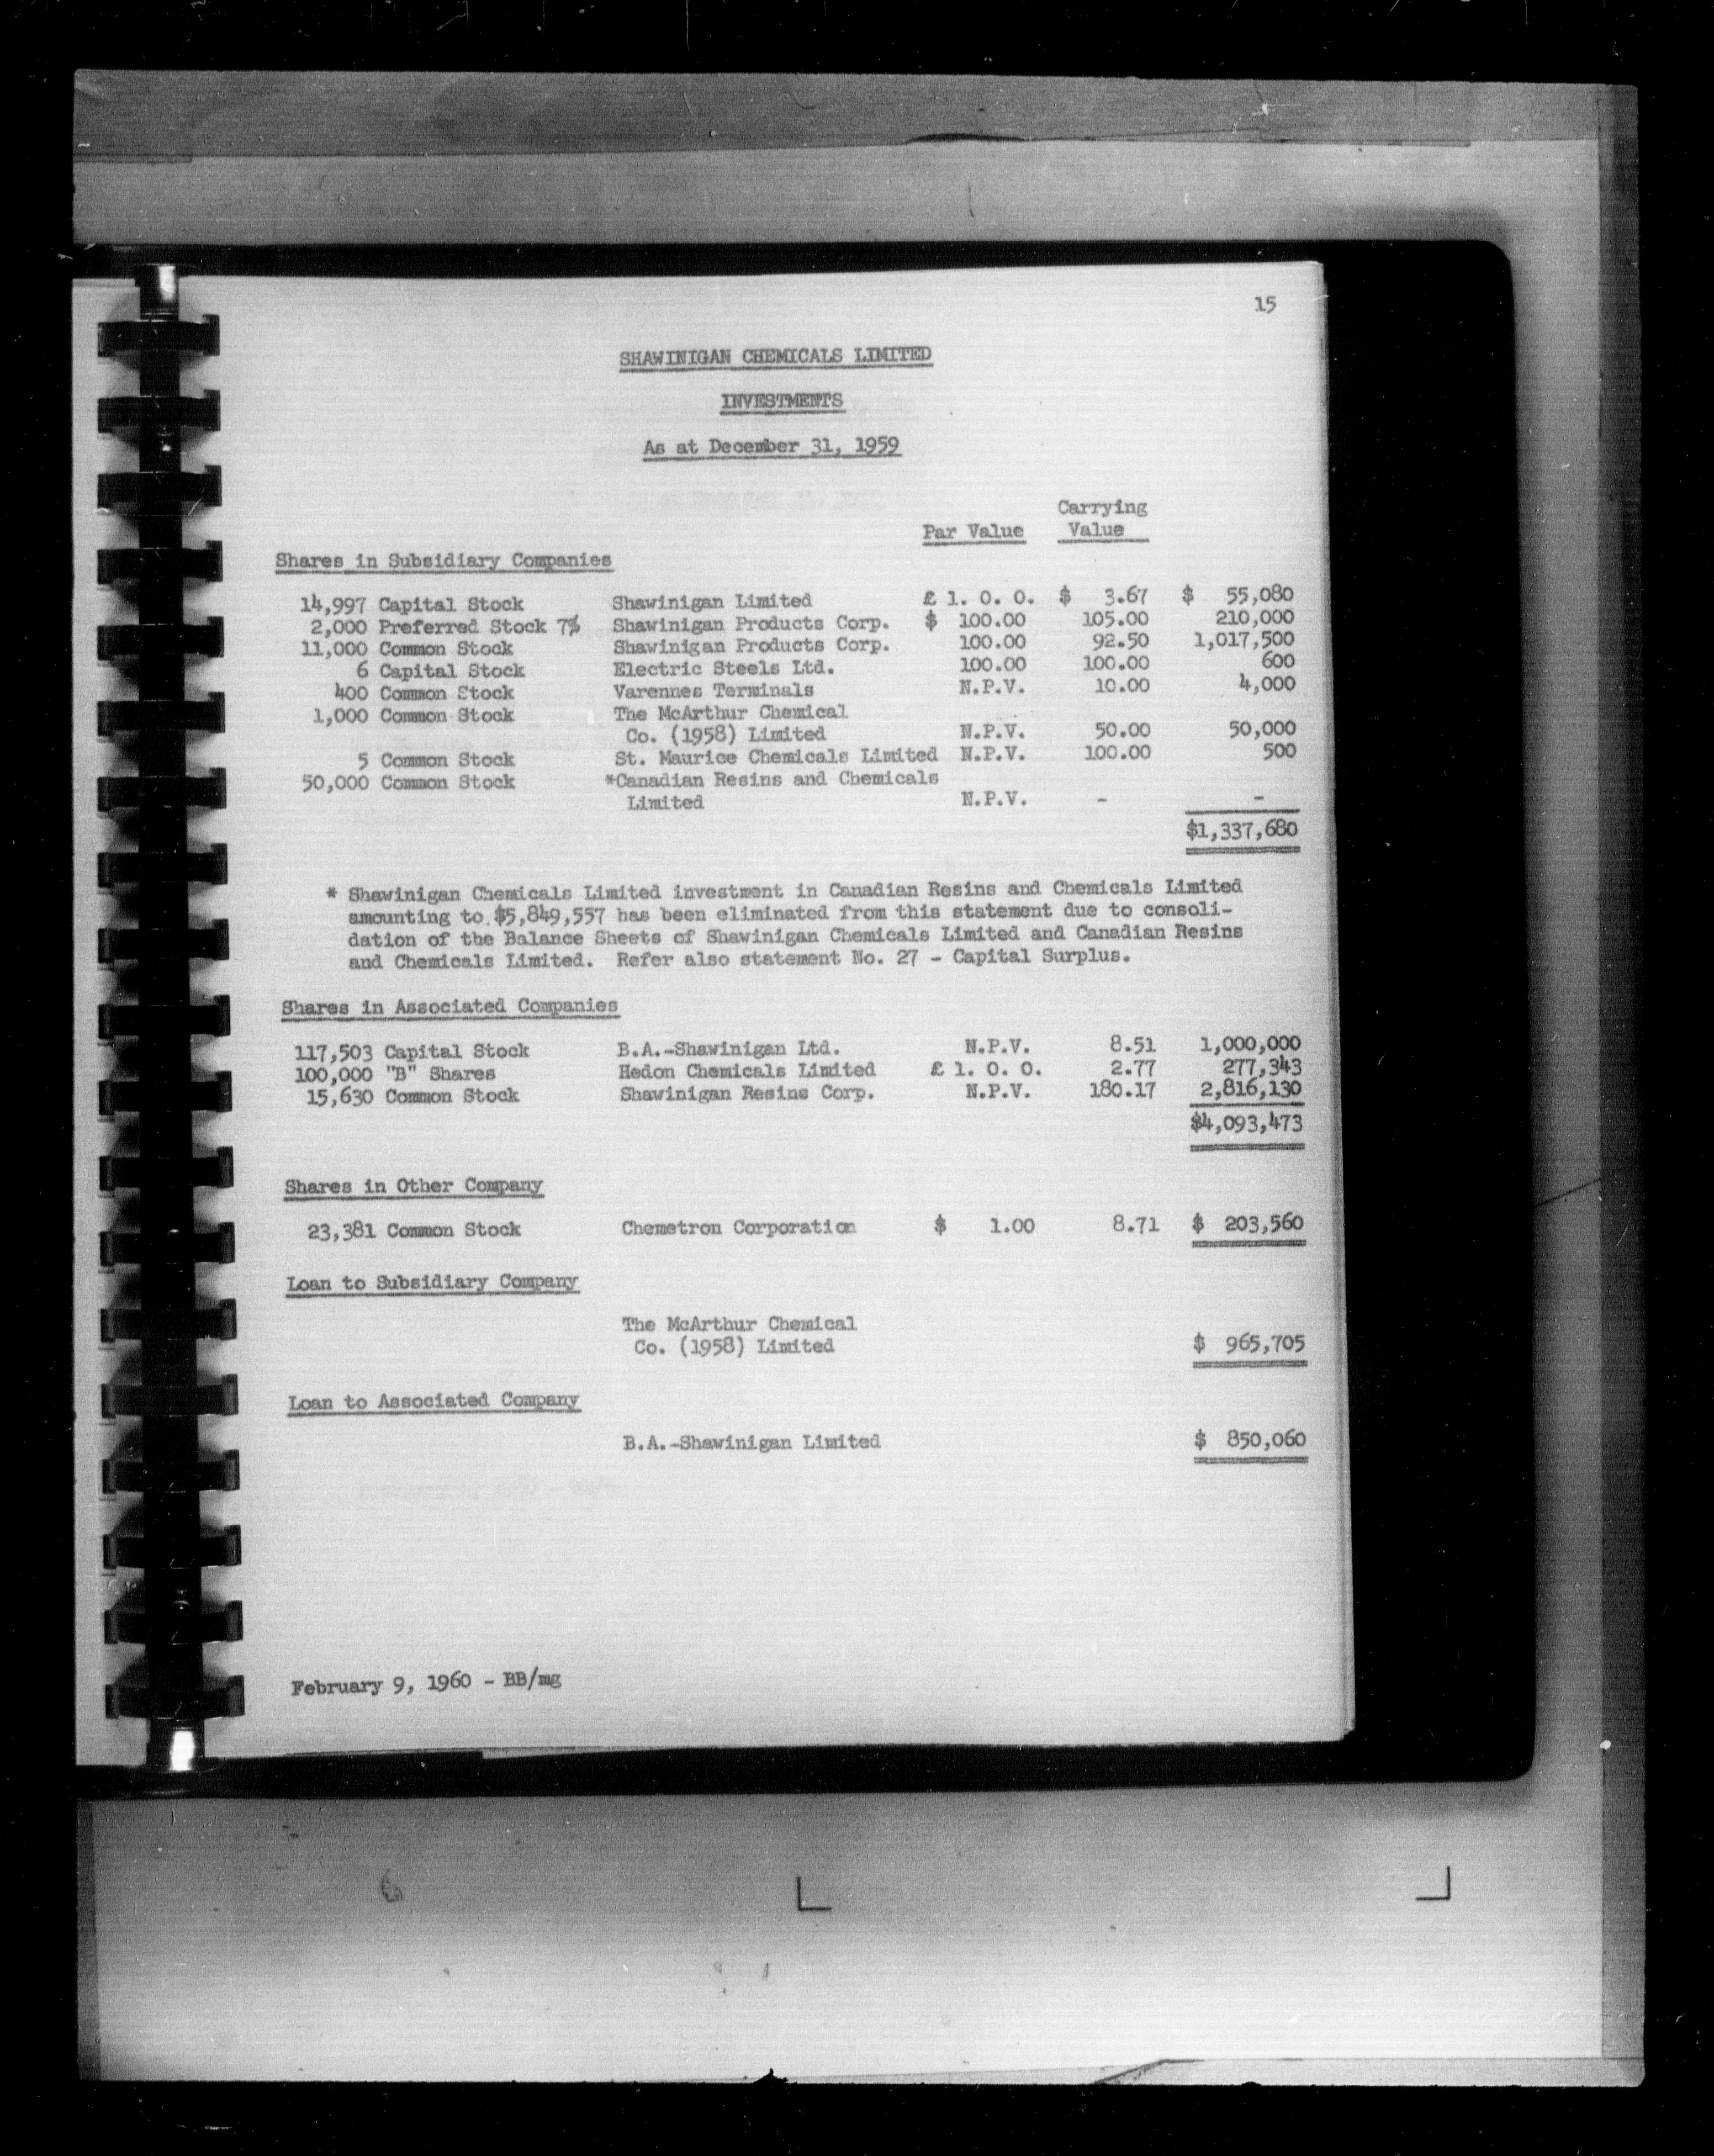 15
SHAWINIGAN CHEMICALS LIMITED
INVESTMENTS
As at December 31, 1959
Carrying
Par Value Value
Shares in Subsidiary Companies
14,997 Capital Stock Shawinigan Limited £ 1. 0. 0. $ 3.67 $ 55,080
2,000 Preferred Stock 7% Shawinigan Products Corp. $ 100.00 105.00 210,000
11,000 Common Stock Shawinigan Products Corp. 100.00 92.50 1,017,500
6 Capital Stock Electric Steels Ltd. 100.00 100.00 600
400 Common Stock Varennes Terminals N.P.V. 10.00 4,000
1,000 Common Stock The McArthur Chemical
Co. (1958) Limited N.P.V. 50.00 50,000
5 Common Stock St. Maurice Chemicals Limited N.P.V. 100.00 500
50,000 Common Stock *Canadian Resins and Chemicals
Limited N.P.V. - -
$1,337,680
* Shawinigan Chemicals Limited investment in Canadian Resins and Chemicals Limited
amounting to $5,849,557 has been eliminated from this statement due to consoli-
dation of the Balance Sheets of Shawinigan Chemicals Limited and Canadian Resins
and Chemicals Limited. Refer also statement No. 27 - Capital Surplus.
Shares in Associated Companies
117,503 Capital Stock B.A.-Shawinigan Ltd. N.P.V. 8.51 1,000,000
100,000 "B" Shares Hedon Chemicals Limited £ 1. 0. 0. 2.77 277,343
15,630 Common Stock Shawinigan Resins Corp. N.P.V. 180.17 2,816,130
$4,093,473
Shares in Other Company
23,381 Common Stock Chemetron Corporation $ 1.00 8.71 $ 203,560
Loan to Subsidiary Company
The McArthur Chemical
Co. (1958) Limited $ 965,705
Loan to Associated Company
B.A.-Shawinigan Limited $ 850,060
February 9, 1960 - BB/mg